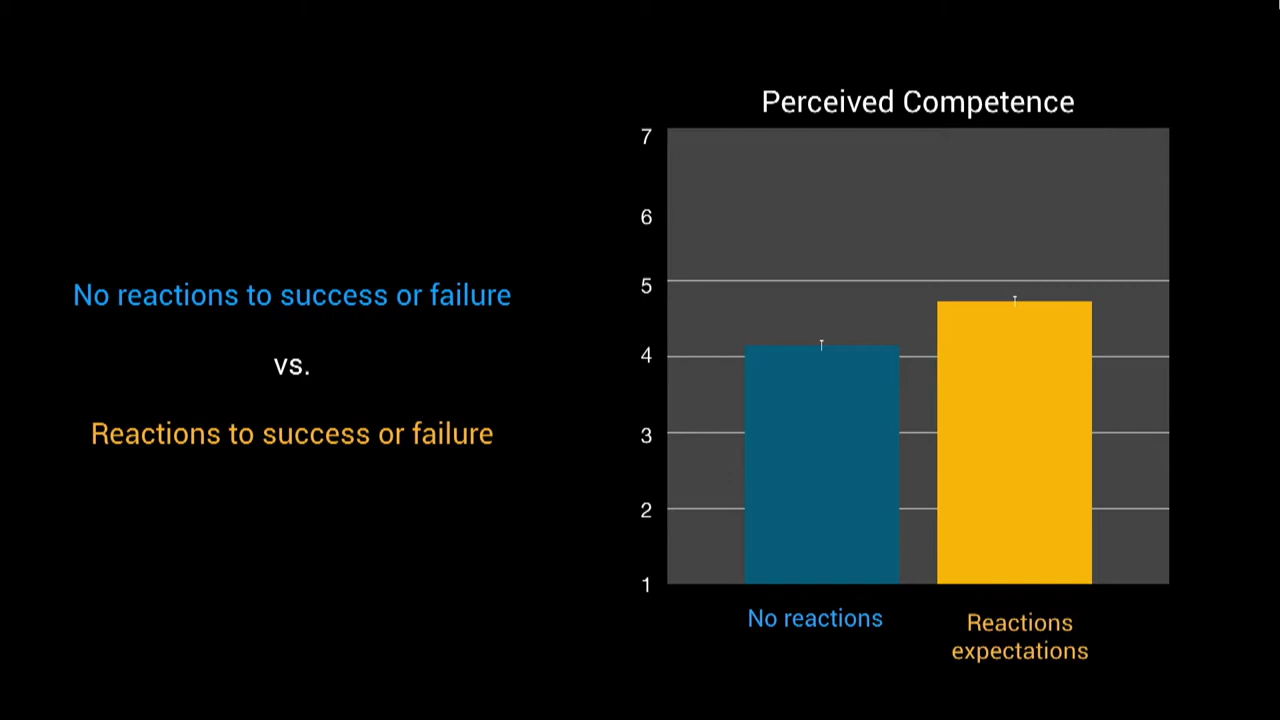 No reactions to success or failure
vs.
Reactions to success or failure
Perceived Competence
7
6
5
4
3
2
1
No reactions
Reactions
expectations